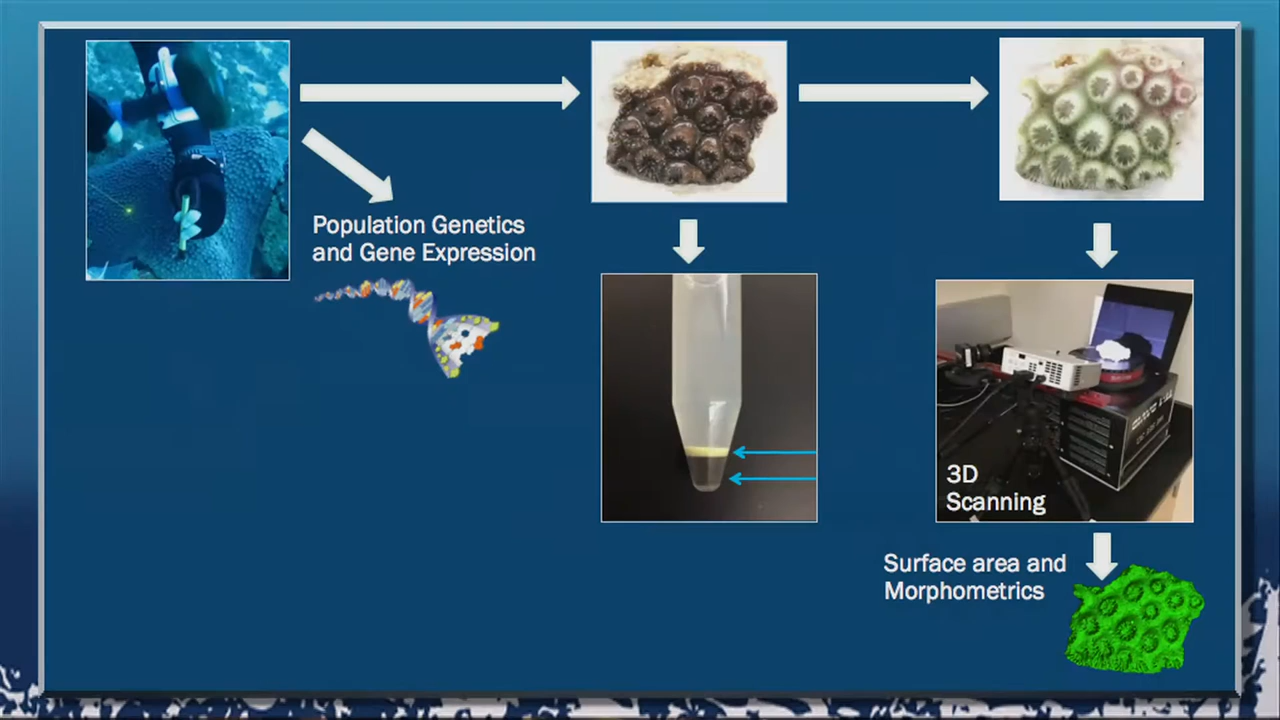 Population Genetics
and Gene Expression
3D
Scanning
Surface area and
Morphometrics